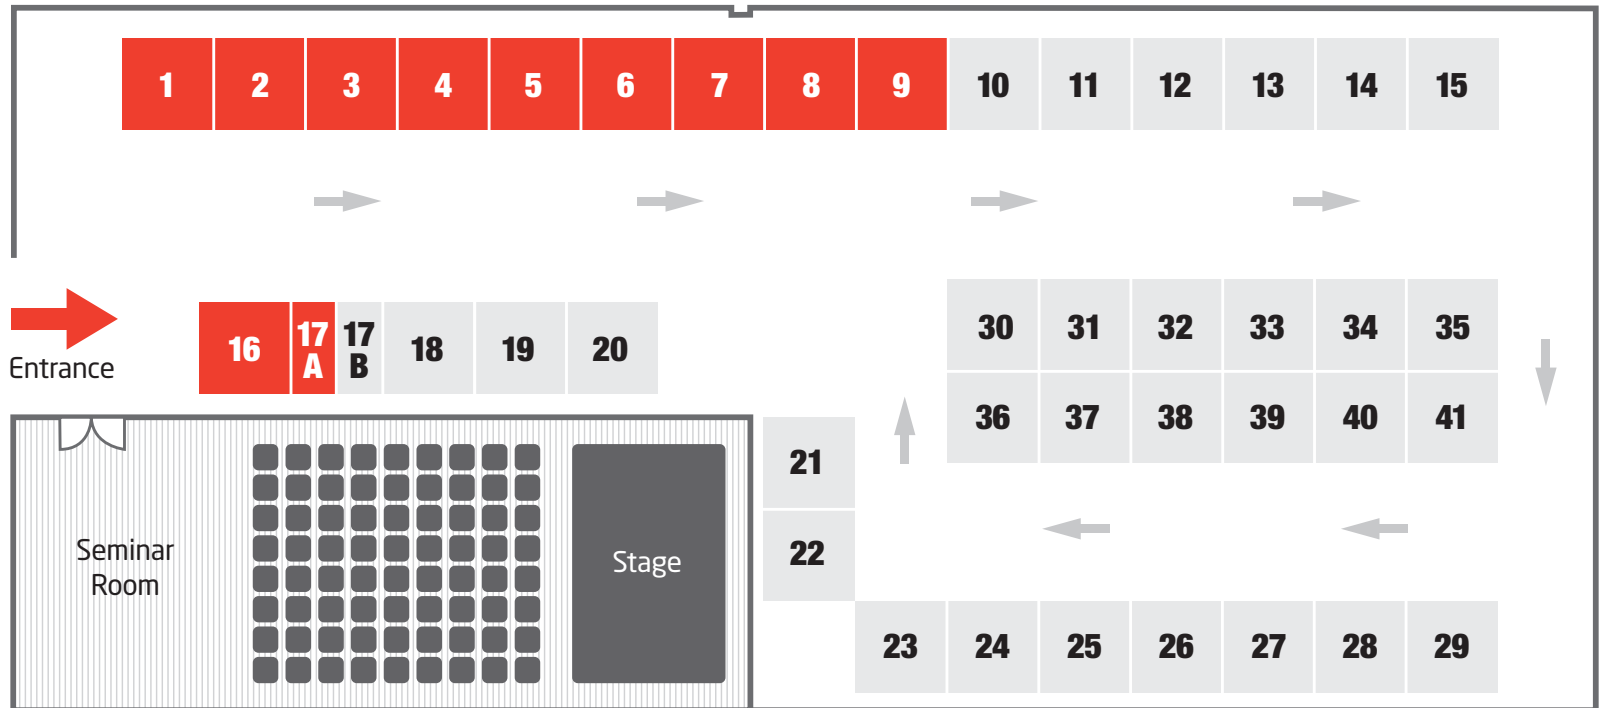 1 2 3 4 5 6 7 8 9 10 11 12 13 14 15
Entrance
16 17 A 17 B 18 19 20
30 31 32 33 34 35
36 37 38 39 40 41
21
22
Seminar
Room
Stage
23 24 25 26 27 28 29